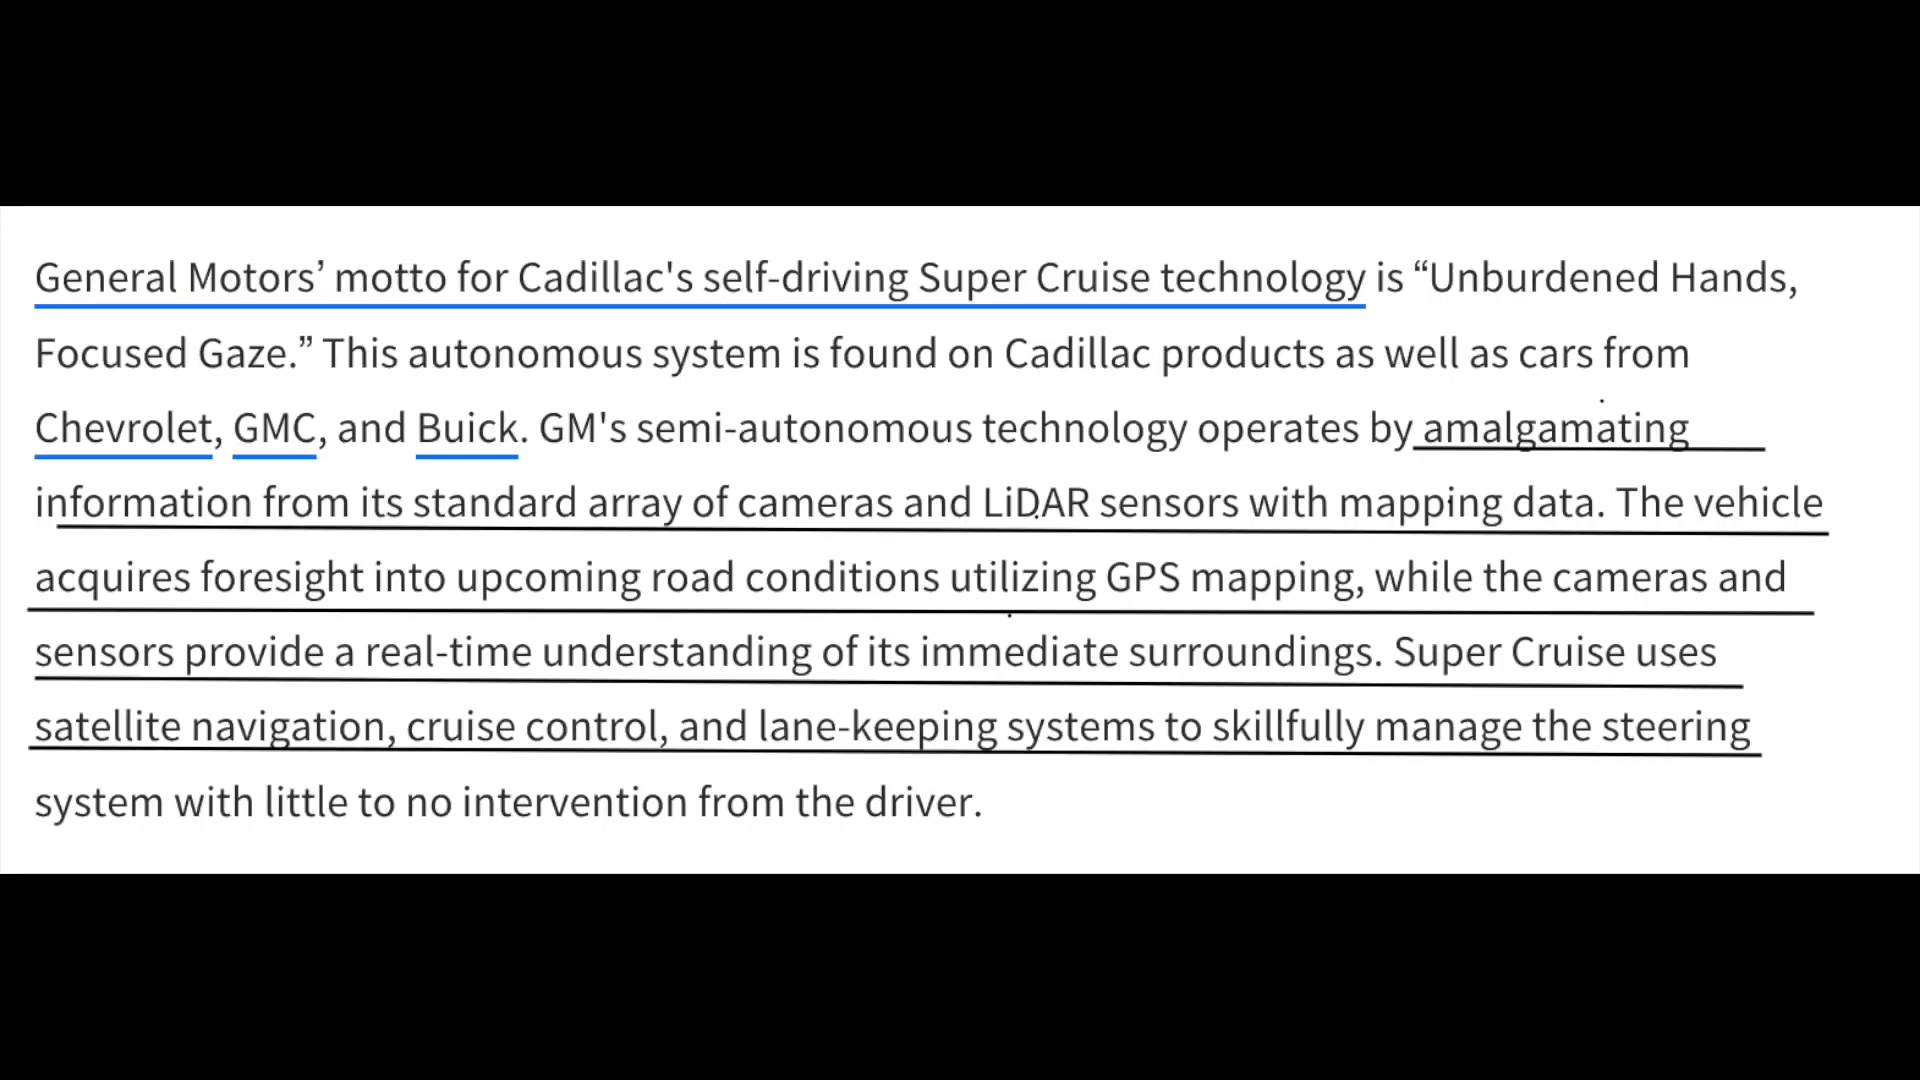 General Motors’ motto for Cadillac's self-driving Super Cruise technology is “Unburdened Hands,
Focused Gaze.” This autonomous system is found on Cadillac products as well as cars from
Chevrolet, GMC, and Buick. GM's semi-autonomous technology operates by amalgamating
information from its standard array of cameras and LiDAR sensors with mapping data. The vehicle
acquires foresight into upcoming road conditions utilizing GPS mapping, while the cameras and
sensors provide a real-time understanding of its immediate surroundings. Super Cruise uses
satellite navigation, cruise control, and lane-keeping systems to skillfully manage the steering
system with little to no intervention from the driver.